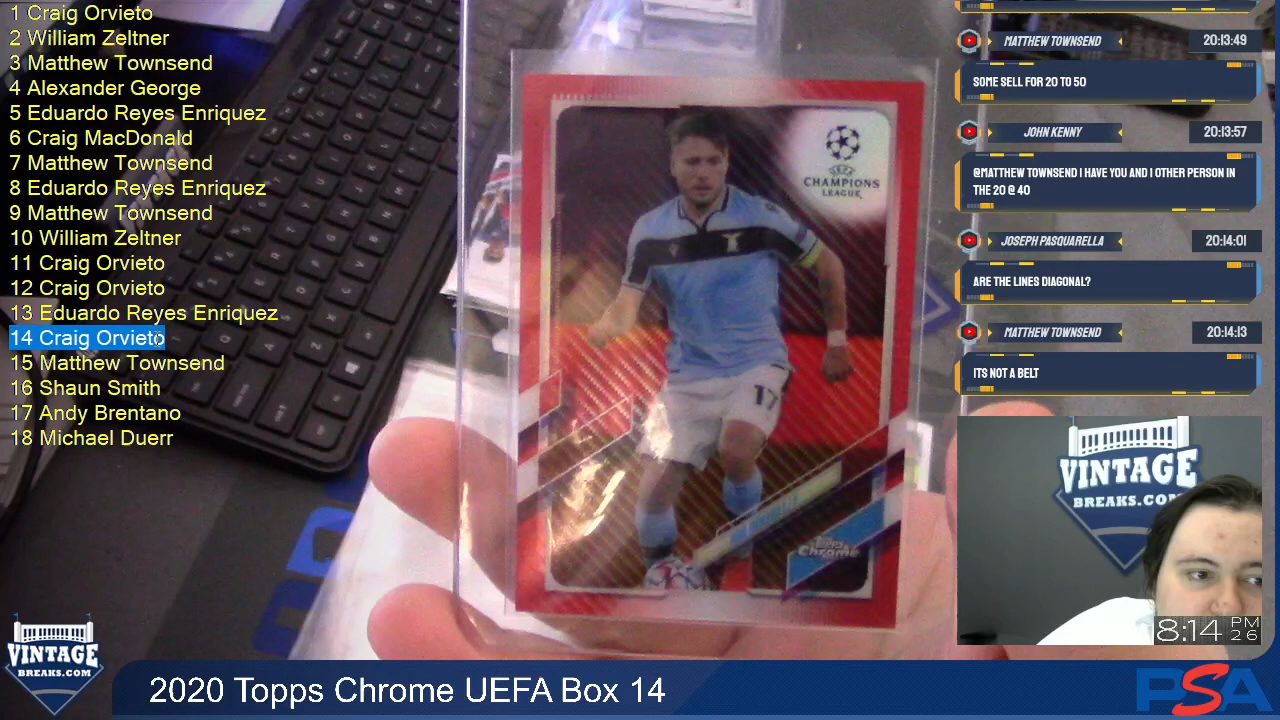 1 Craig Orvieto
2 William Zeltner
3 Matthew Townsend
4 Alexander George
5 Eduardo Reyes Enriquez
6 Craig MacDonald
7 Matthew Townsend
8 Eduardo Reyes Enriquez
9 Matthew Townsend
10 William Zeltner
11 Craig Orvieto
12 Craig Orvieto
13 Eduardo Reyes Enriquez
14 Craig Orvieto
15 Matthew Townsend
16 Shaun Smith
17 Andy Brentano
18 Michael Duerr
UEFA
CHAMPIONS
LEAGUE
17
Topps
Chrome
MATTHEW TOWNSEND 20:13:49
SOME SELL FOR 20 TO 50
JOHN KENNY 20:13:57
@MATTHEW TOWNSEND I HAVE YOU AND 1 OTHER PERSON IN
THE 20 @ 40
JOSEPH PASQUARELLA 20:14:01
ARE THE LINES DIAGONAL?
MATTHEW TOWNSEND 20:14:13
ITS NOT A BELT
VINTAGE
BREAKS.COM
8:14 PM
26
VINTAGE
BREAKS.COM
2020 Topps Chrome UEFA Box 14
PSA